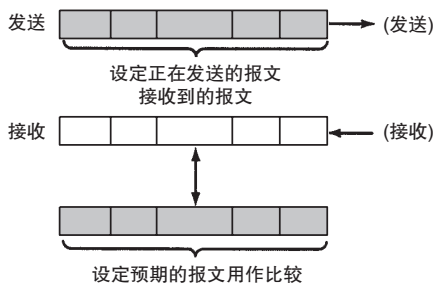 发送 (发送)
设定正在发送的报文
接收到的报文
接收 (接收)
设定预期的报文用作比较